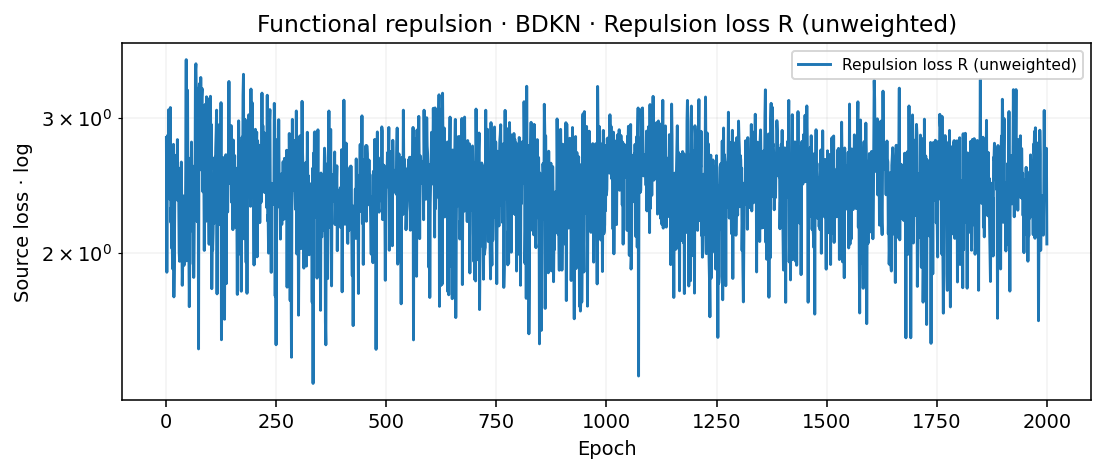 Functional repulsion · BDKN · Repulsion loss R (unweighted)
Repulsion loss R (unweighted)
Source loss · log
3 × 10⁰
2 × 10⁰
0 250 500 750 1000 1250 1500 1750 2000
Epoch